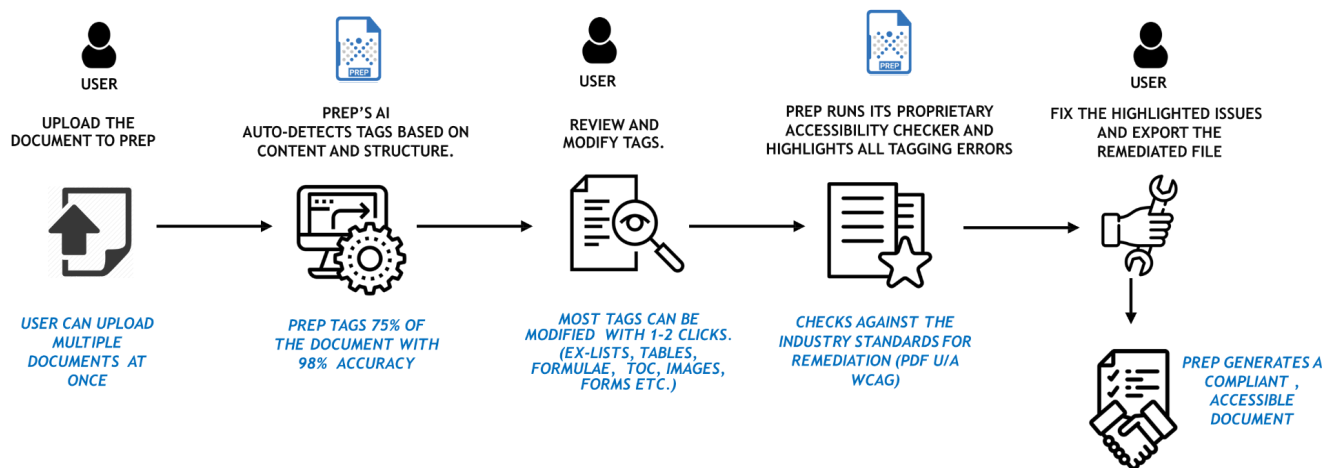 USER
UPLOAD THE
DOCUMENT TO PREP
USER CAN UPLOAD
MULTIPLE
DOCUMENTS AT
ONCE
PREP
PREP'S AI
AUTO-DETECTS TAGS BASED ON
CONTENT AND STRUCTURE.
PREP TAGS 75% OF
THE DOCUMENT WITH
98% ACCURACY
USER
REVIEW AND
MODIFY TAGS.
MOST TAGS CAN BE
MODIFIED WITH 1-2 CLICKS.
(EX-LISTS, TABLES,
FORMULAE, TOC, IMAGES,
FORMS ETC.)
PREP
PREP RUNS ITS PROPRIETARY
ACCESSIBILITY CHECKER AND
HIGHLIGHTS ALL TAGGING ERRORS
CHECKS AGAINST THE
INDUSTRY STANDARDS FOR
REMEDIATION (PDF U/A
WCAG)
USER
FIX THE HIGHLIGHTED ISSUES
AND EXPORT THE
REMEDIATED FILE
PREP GENERATES A
COMPLIANT ,
ACCESSIBLE
DOCUMENT